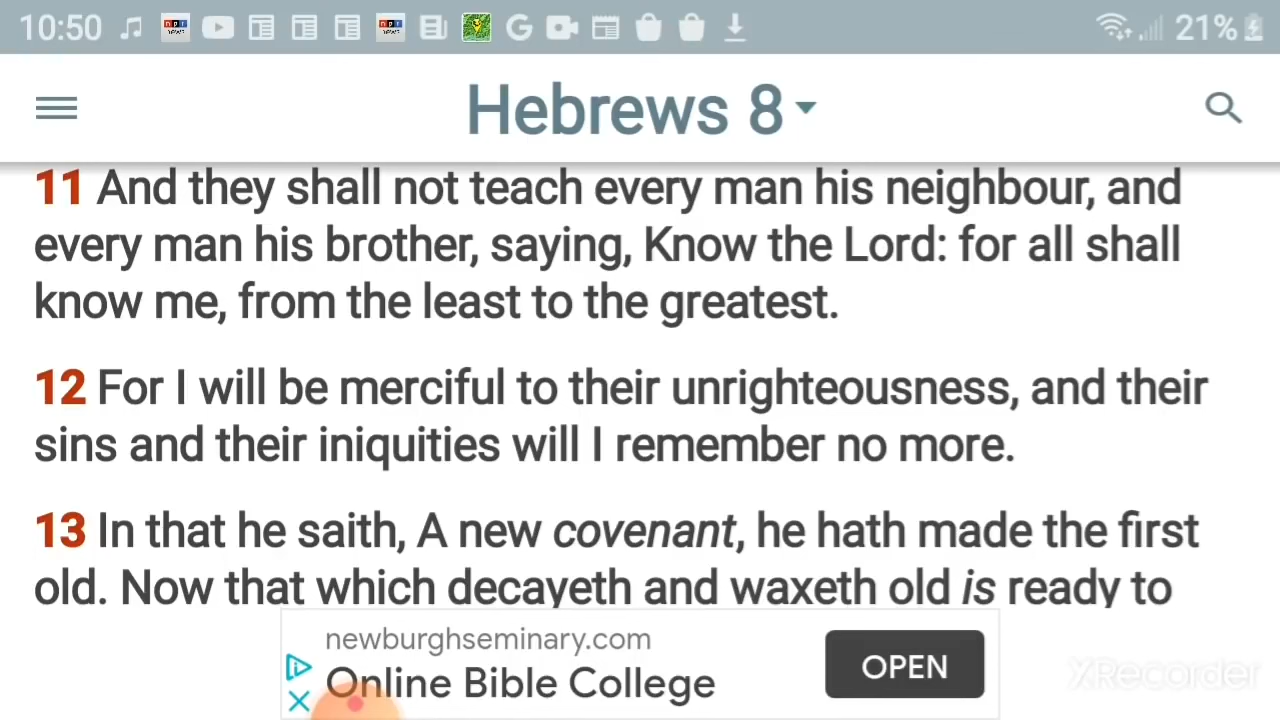 10:50 21%
Hebrews 8
11 And they shall not teach every man his neighbour, and
every man his brother, saying, Know the Lord: for all shall
know me, from the least to the greatest.
12 For I will be merciful to their unrighteousness, and their
sins and their iniquities will I remember no more.
13 In that he saith, A new covenant, he hath made the first
old. Now that which decayeth and waxeth old is ready to
newburghseminary.com
Online Bible College
OPEN
XRecorder